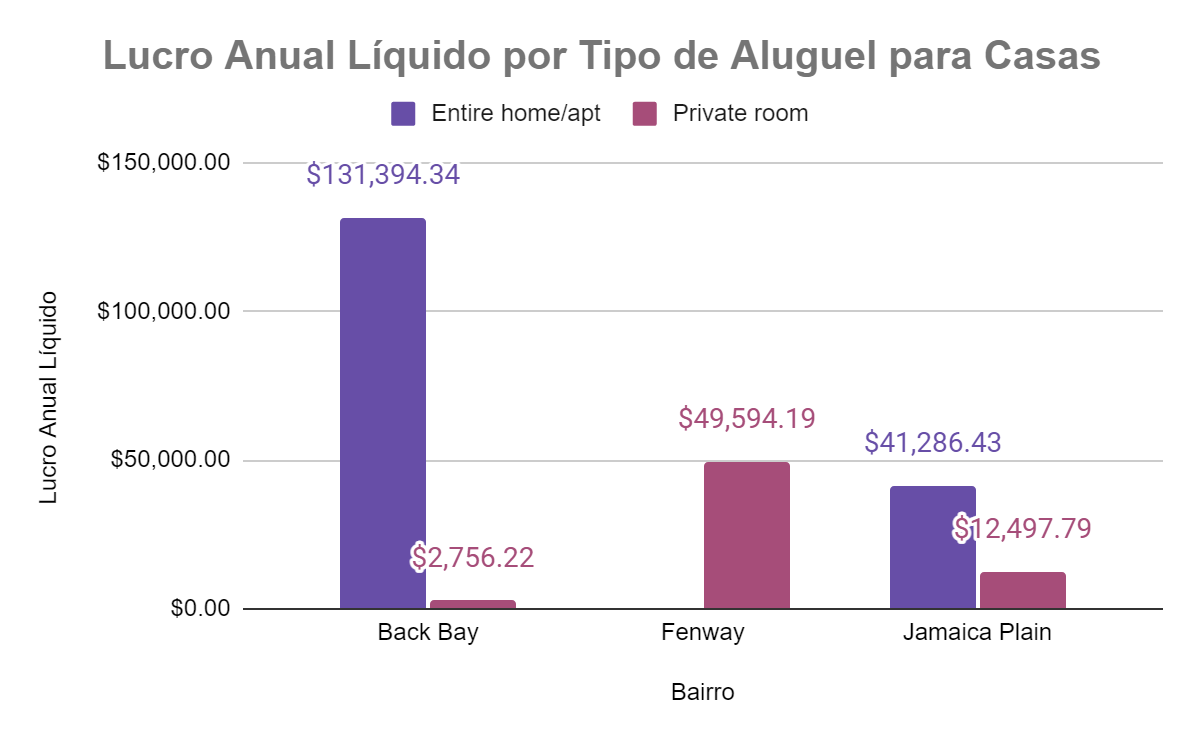 Lucro Anual Líquido por Tipo de Aluguel para Casas
Entire home/apt
Private room
Lucro Anual Líquido
$150,000.00
$100,000.00
$50,000.00
$0.00
$131,394.34
$2,756.22
$49,594.19
$41,286.43
$12,497.79
Back Bay
Fenway
Jamaica Plain
Bairro